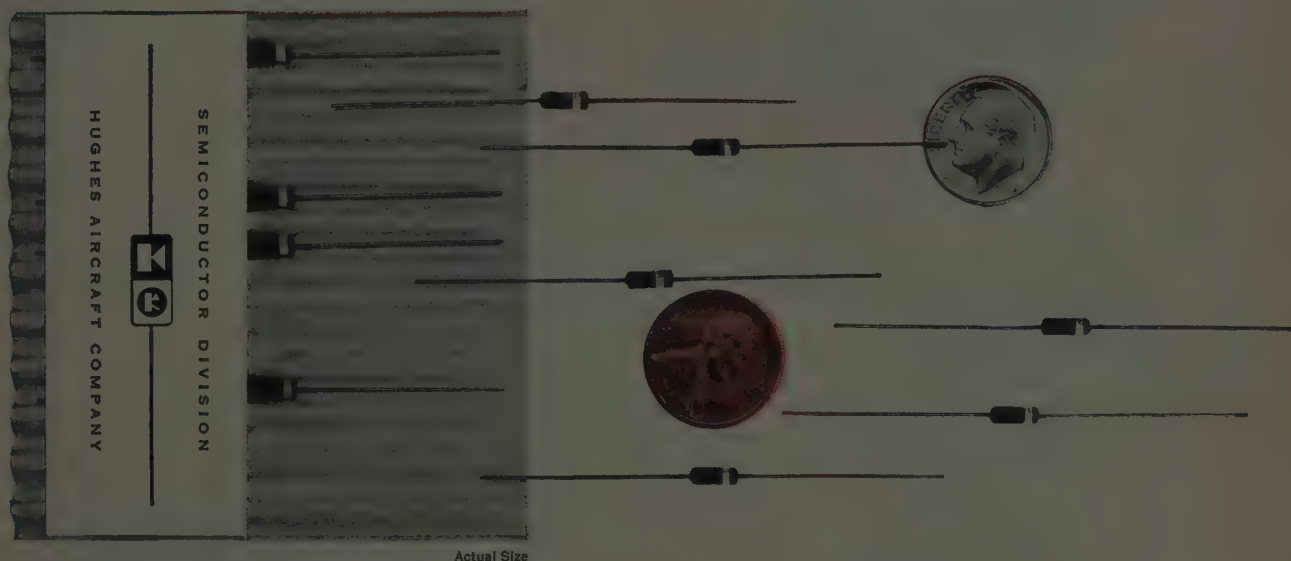 SEMICONDUCTOR DIVISION
HUGHES AIRCRAFT COMPANY
LIBERTY
Actual Size